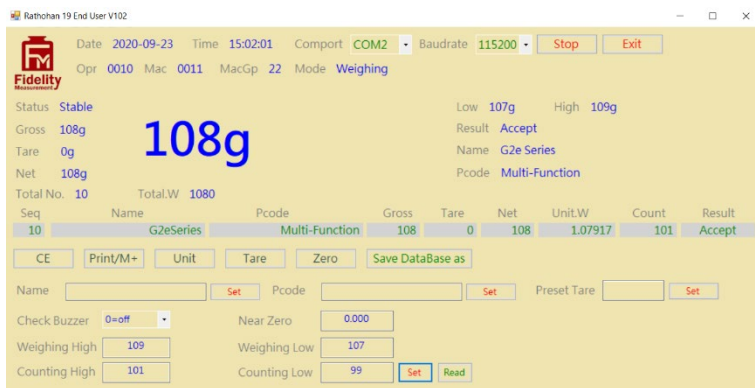 Rathohan 19 End User V102
Date 2020-09-23 Time 15:02:01 Comport COM2 Baudrate 115200 Stop Exit
Opr 0010 Mac 0011 MacGp 22 Mode Weighing
FM
Fidelity
Measurement
Status Stable
Low 107g High 109g
Gross 108g
108g
Result Accept
Tare 0g
Name G2e Series
Net 108g
Pcode Multi-Function
Total No. 10 Total.W 1080
Seq Name Pcode Gross Tare Net Unit.W Count Result
10 G2eSeries Multi-Function 108 0 108 1.07917 101 Accept
CE Print/M+ Unit Tare Zero Save DataBase as
Name Set Pcode Set Preset Tare Set
Check Buzzer 0=off Near Zero 0.000
Weighing High 109 Weighing Low 107
Counting High 101 Counting Low 99 Set Read